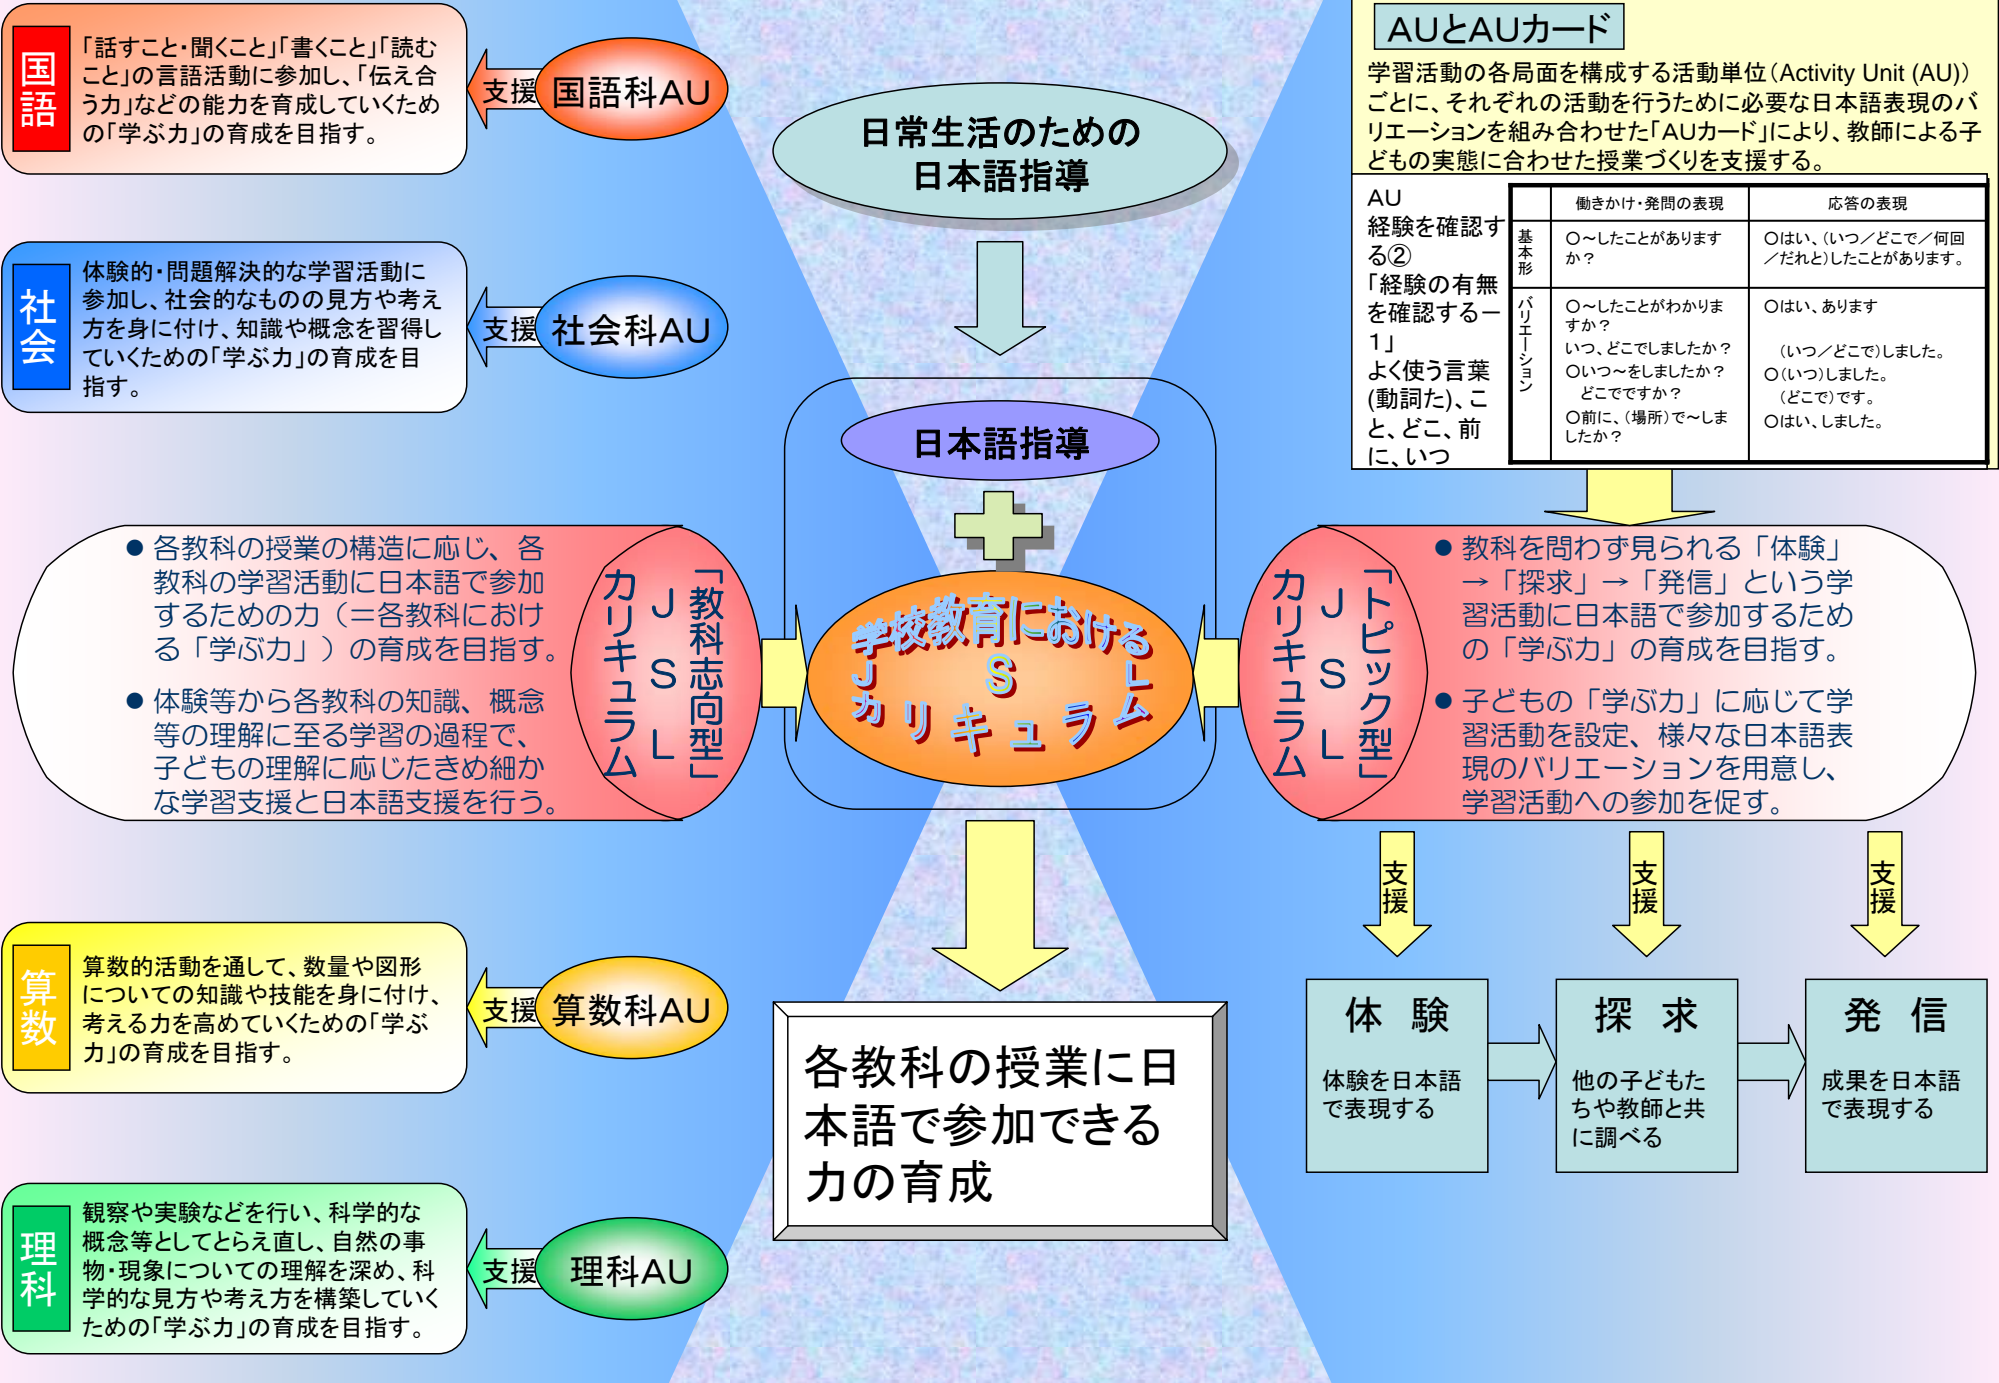 国語
「話すこと・聞くこと」「書くこと」「読む
こと」の言語活動に参加し、「伝え合
う力」などの能力を育成していくため
の「学ぶ力」の育成を目指す。
支援
国語科AU
社会
体験的・問題解決的な学習活動に
参加し、社会的なものの見方や考え
方を身に付け、知識や概念を習得し
ていくための「学ぶ力」の育成を目
指す。
支援
社会科AU
日常生活のための
日本語指導
日本語指導
学校教育における
JSL
カリキュラム
AUとAUカード
学習活動の各局面を構成する活動単位(Activity Unit (AU))
ごとに、それぞれの活動を行うために必要な日本語表現のバ
リエーションを組み合わせた「AUカード」により、教師による子
どもの実態に合わせた授業づくりを支援する。
AU
経験を確認す
る②
「経験の有無
を確認するー
1」
よく使う言葉
(動詞た)、こ
と、どこ、前
に、いつ
働きかけ・発問の表現
応答の表現
基本形
○～したことがあります
か？
○はい、(いつ／どこで／何回
／だれと)したことがあります。
バリエーション
○～したことがわかりま
すか？
いつ、どこでしましたか？
○いつ～をしましたか？
どこでですか？
○前に、(場所)で～しま
したか？
○はい、あります
(いつ／どこで)しました。
○(いつ)しました。
(どこで)です。
○はい、しました。
● 各教科の授業の構造に応じ、各
教科の学習活動に日本語で参加
するための力（＝各教科におけ
る「学ぶ力」）の育成を目指す。
● 体験等から各教科の知識、概念
等の理解に至る学習の過程で、
子どもの理解に応じたきめ細か
な学習支援と日本語支援を行う。
「教科志向型」
JSL
カリキュラム
「トピック型」
JSL
カリキュラム
● 教科を問わず見られる「体験」
→「探求」→「発信」という学
習活動に日本語で参加するため
の「学ぶ力」の育成を目指す。
● 子どもの「学ぶ力」に応じて学
習活動を設定、様々な日本語表
現のバリエーションを用意し、
学習活動への参加を促す。
支援
支援
支援
算数
算数的活動を通して、数量や図形
についての知識や技能を身に付け、
考える力を高めていくための「学ぶ
力」の育成を目指す。
支援
算数科AU
理科
観察や実験などを行い、科学的な
概念等としてとらえ直し、自然の事
物・現象についての理解を深め、科
学的な見方や考え方を構築していく
ための「学ぶ力」の育成を目指す。
支援
理科AU
各教科の授業に日
本語で参加できる
力の育成
体 験
体験を日本語
で表現する
探 求
他の子どもた
ちや教師と共
に調べる
発 信
成果を日本語
で表現する